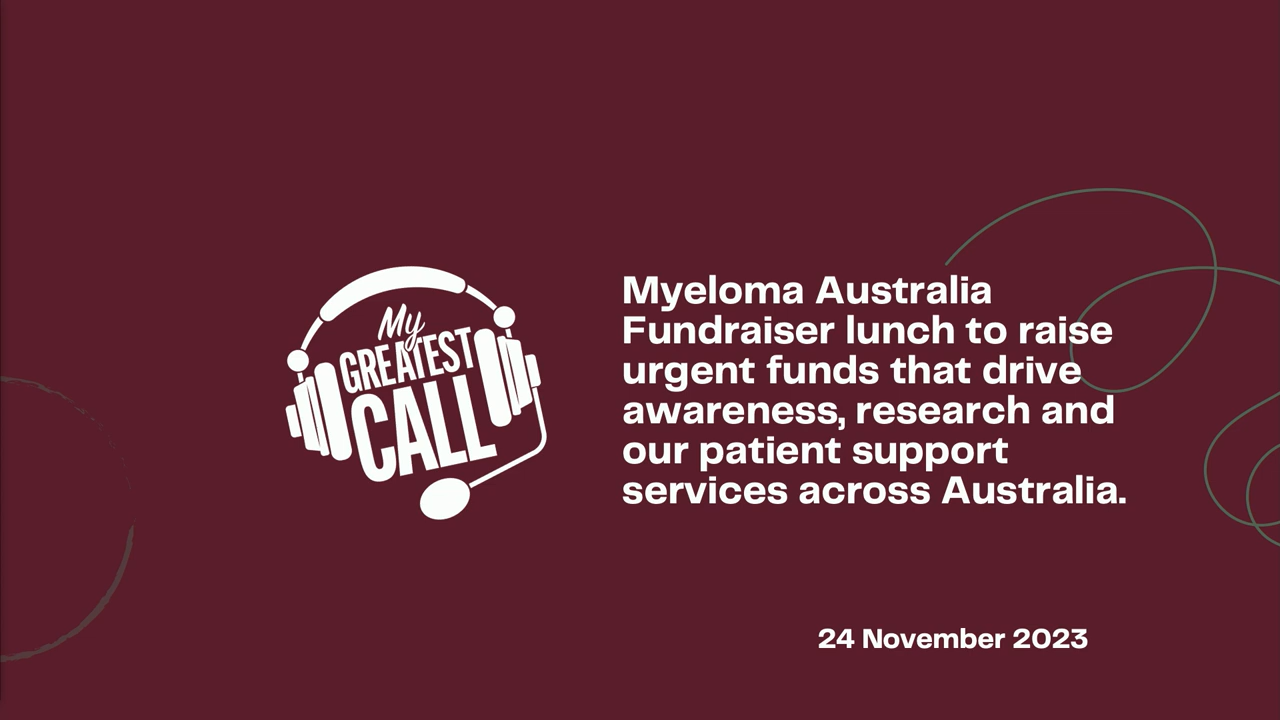 My
GREATEST
CALL
Myeloma Australia
Fundraiser lunch to raise
urgent funds that drive
awareness, research and
our patient support
services across Australia.
24 November 2023